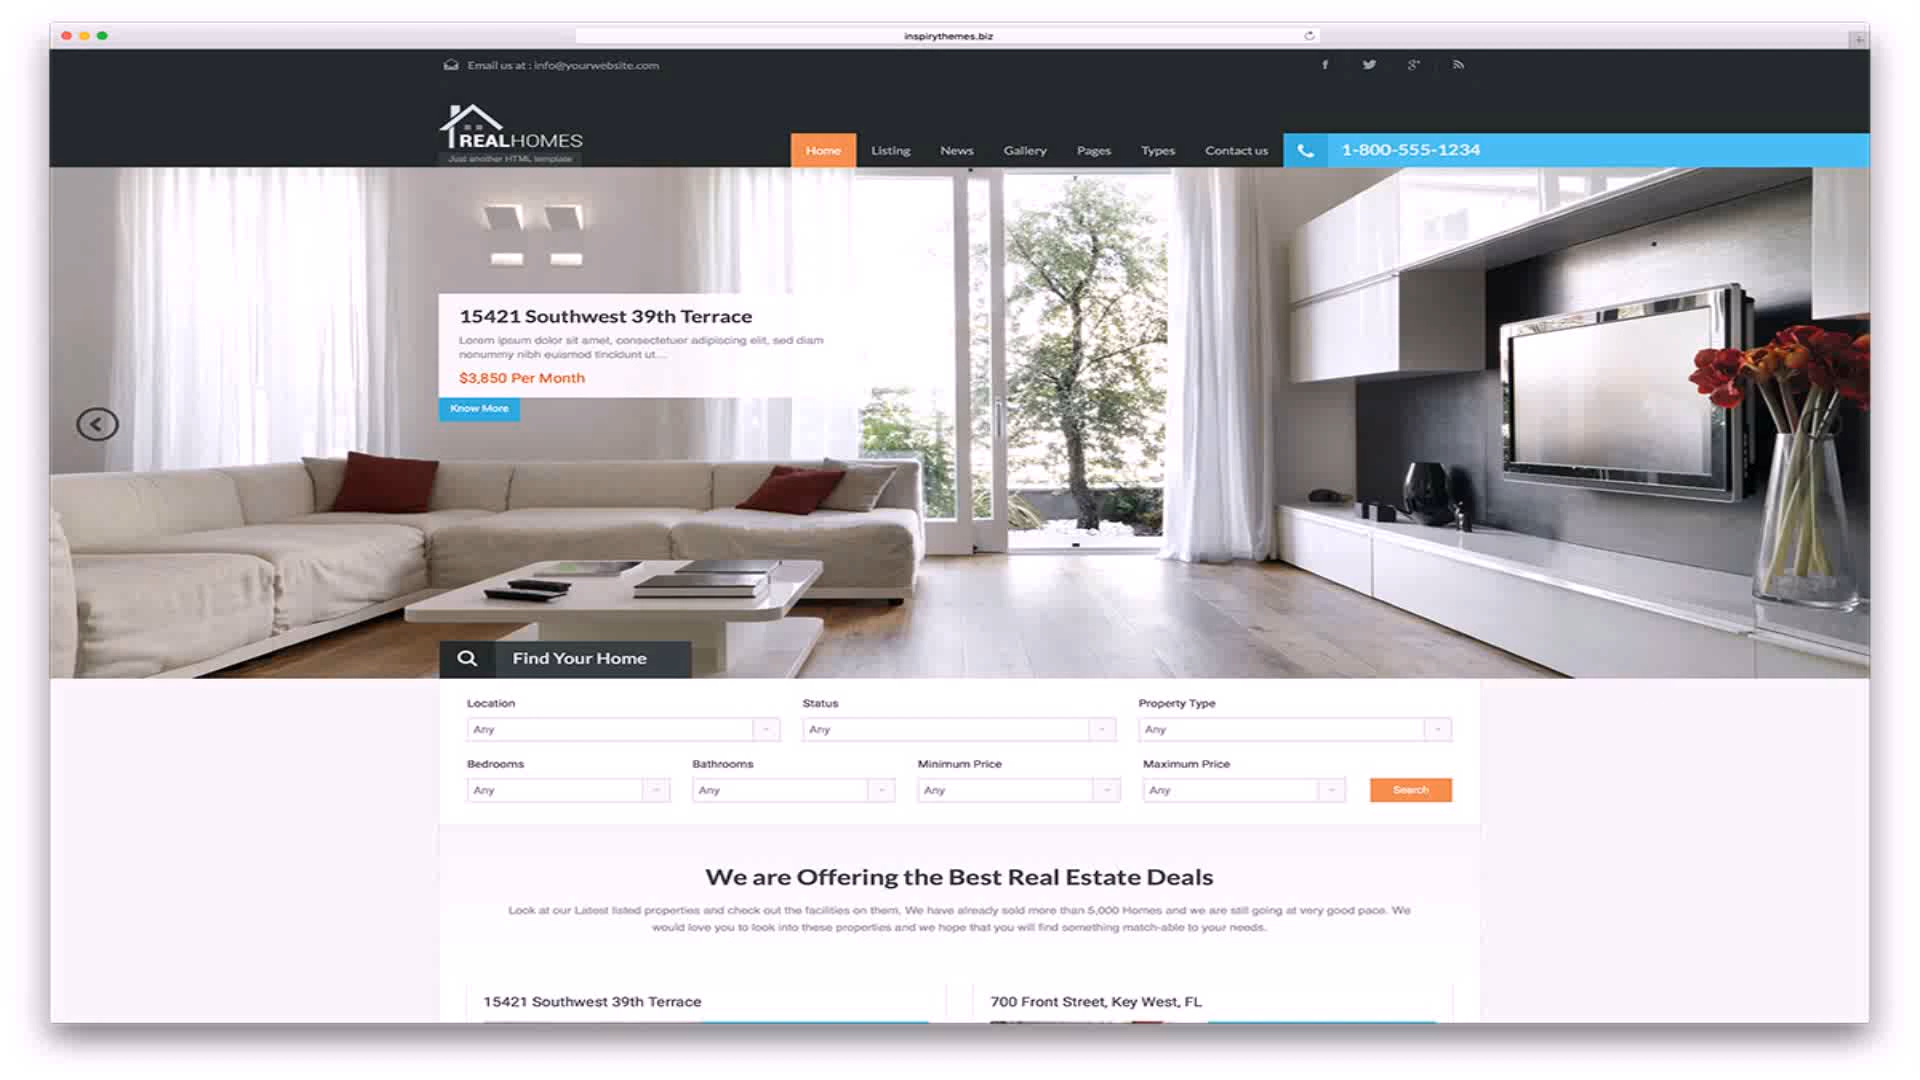 inspirythemes.biz
Email us at : info@yourwebsite.com
REALHOMES
Just another HTML template
Home
Listing
News
Gallery
Pages
Types
Contact us
1-800-555-1234
15421 Southwest 39th Terrace
Lorem ipsum dolor sit amet, consectetuer adipiscing elit, sed diam
nonummy nibh euismod tincidunt ut...
$3,850 Per Month
Know More
Find Your Home
Location
Status
Property Type
Any
Any
Any
Bedrooms
Bathrooms
Minimum Price
Maximum Price
Any
Any
Any
Any
Search
We are Offering the Best Real Estate Deals
Look at our Latest listed properties and check out the facilities on them, We have already sold more than 5,000 Homes and we are still going at very good pace. We
would love you to look into these properties and we hope that you will find something match-able to your needs.
15421 Southwest 39th Terrace
700 Front Street, Key West, FL